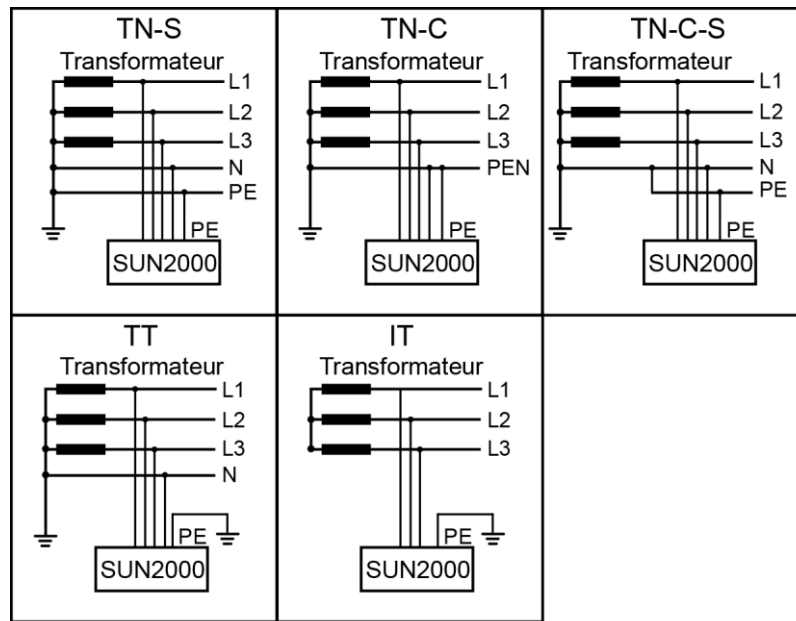 TN-S
Transformateur
L1
L2
L3
N
PE
PE
SUN2000
TN-C
Transformateur
L1
L2
L3
PEN
PE
SUN2000
TN-C-S
Transformateur
L1
L2
L3
N
PE
PE
SUN2000
TT
Transformateur
L1
L2
L3
N
PE
SUN2000
IT
Transformateur
L1
L2
L3
PE
SUN2000